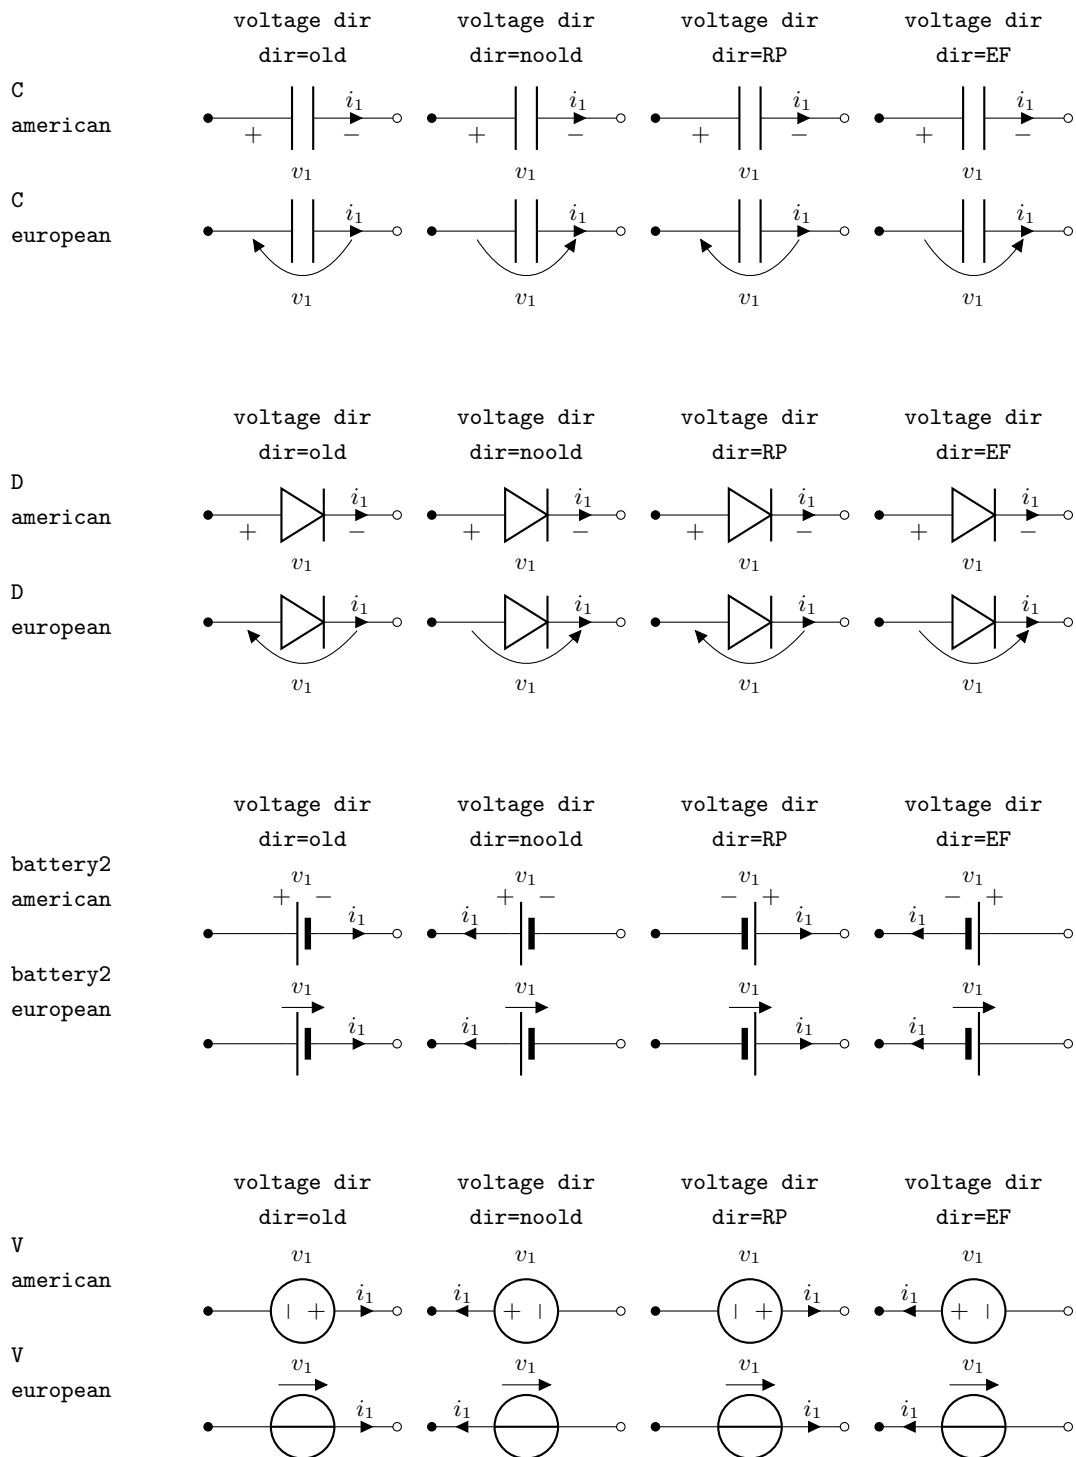 voltage dir voltage dir voltage dir voltage dir
dir=old dir=noold dir=RP dir=EF
C
american
i₁ i₁ i₁ i₁
+ − + − + − + −
v₁ v₁ v₁ v₁
C
european
i₁ i₁ i₁ i₁
v₁ v₁ v₁ v₁
voltage dir voltage dir voltage dir voltage dir
dir=old dir=noold dir=RP dir=EF
D
american
i₁ i₁ i₁ i₁
+ − + − + − + −
v₁ v₁ v₁ v₁
D
european
i₁ i₁ i₁ i₁
v₁ v₁ v₁ v₁
voltage dir voltage dir voltage dir voltage dir
dir=old dir=noold dir=RP dir=EF
battery2
american
v₁ v₁ v₁ v₁
+ − + − − + − +
i₁ i₁ i₁ i₁
battery2
european
v₁ v₁ v₁ v₁
i₁ i₁ i₁ i₁
voltage dir voltage dir voltage dir voltage dir
dir=old dir=noold dir=RP dir=EF
V
american
v₁ v₁ v₁ v₁
i₁ i₁ i₁ i₁
− + + − − + + −
V
european
v₁ v₁ v₁ v₁
i₁ i₁ i₁ i₁